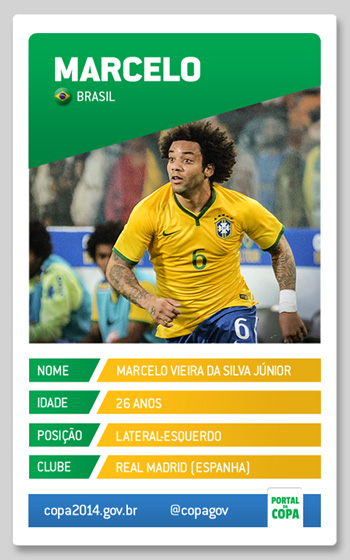 MARCELO
BRASIL
6
6
NOME MARCELO VIEIRA DA SILVA JÚNIOR
IDADE 26 ANOS
POSIÇÃO LATERAL-ESQUERDO
CLUBE REAL MADRID (ESPANHA)
copa2014.gov.br @copagov
PORTAL
DA
COPA